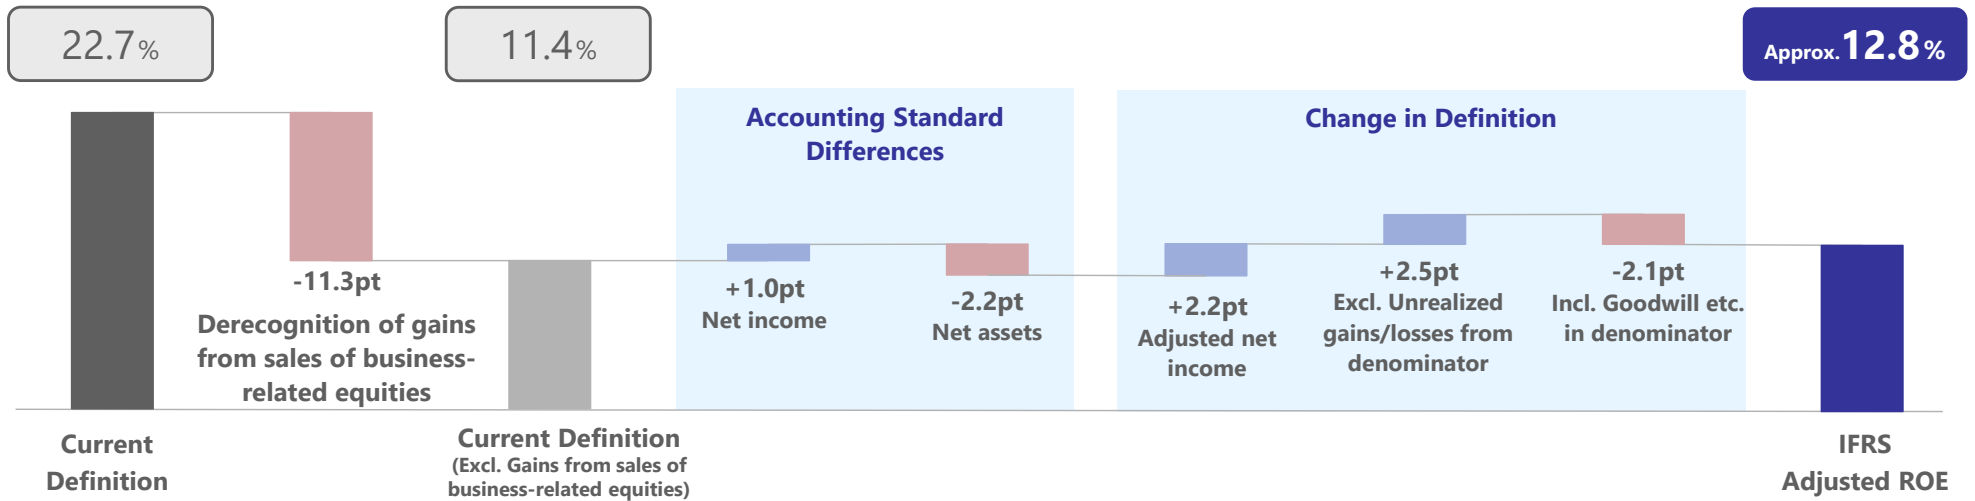 22.7%
11.4%
Approx.12.8%
Accounting Standard
Differences
Change in Definition
-11.3pt
Derecognition of gains
from sales of business-
related equities
+1.0pt
Net income
-2.2pt
Net assets
+2.2pt
Adjusted net
income
+2.5pt
Excl. Unrealized
gains/losses from
denominator
-2.1pt
Incl. Goodwill etc.
in denominator
Current
Definition
Current Definition
(Excl. Gains from sales of
business-related equities)
IFRS
Adjusted ROE